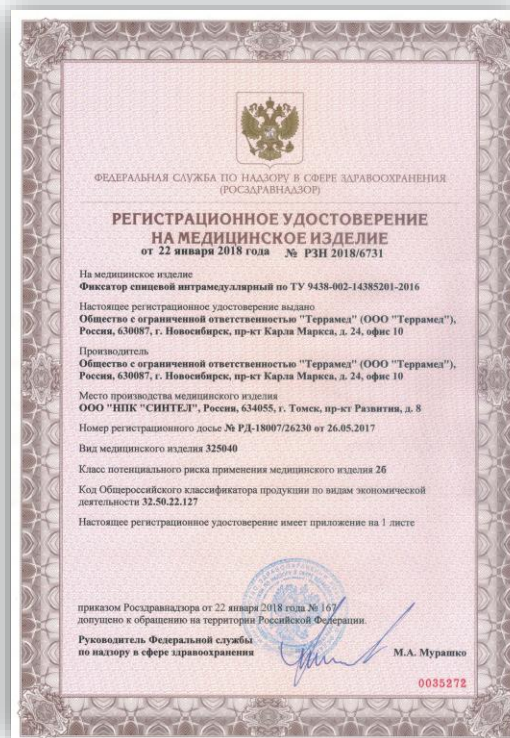 ФЕДЕРАЛЬНАЯ СЛУЖБА ПО НАДЗОРУ В СФЕРЕ ЗДРАВООХРАНЕНИЯ
(РОСЗДРАВНАДЗОР)
РЕГИСТРАЦИОННОЕ УДОСТОВЕРЕНИЕ
НА МЕДИЦИНСКОЕ ИЗДЕЛИЕ
от 22 января 2018 года № РЗН 2018/6731
На медицинское изделие
Фиксатор спицевой интрамедуллярный по ТУ 9438-002-14385201-2016
Настоящее регистрационное удостоверение выдано
Общество с ограниченной ответственностью "Террамед" (ООО "Террамед"),
Россия, 630087, г. Новосибирск, пр-кт Карла Маркса, д. 24, офис 10
Производитель
Общество с ограниченной ответственностью "Террамед" (ООО "Террамед"),
Россия, 630087, г. Новосибирск, пр-кт Карла Маркса, д. 24, офис 10
Место производства медицинского изделия
ООО "НПК "СИНТЕЛ", Россия, 634055, г. Томск, пр-кт Развития, д. 8
Номер регистрационного досье № РД-18007/26230 от 26.05.2017
Вид медицинского изделия 325040
Класс потенциального риска применения медицинского изделия 2б
Код Общероссийского классификатора продукции по видам экономической
деятельности 32.50.22.127
Настоящее регистрационное удостоверение имеет приложение на 1 листе
приказом Росздравнадзора от 22 января 2018 года № 167
допущено к обращению на территории Российской Федерации.
Руководитель Федеральной службы
по надзору в сфере здравоохранения
М.А. Мурашко
0035272